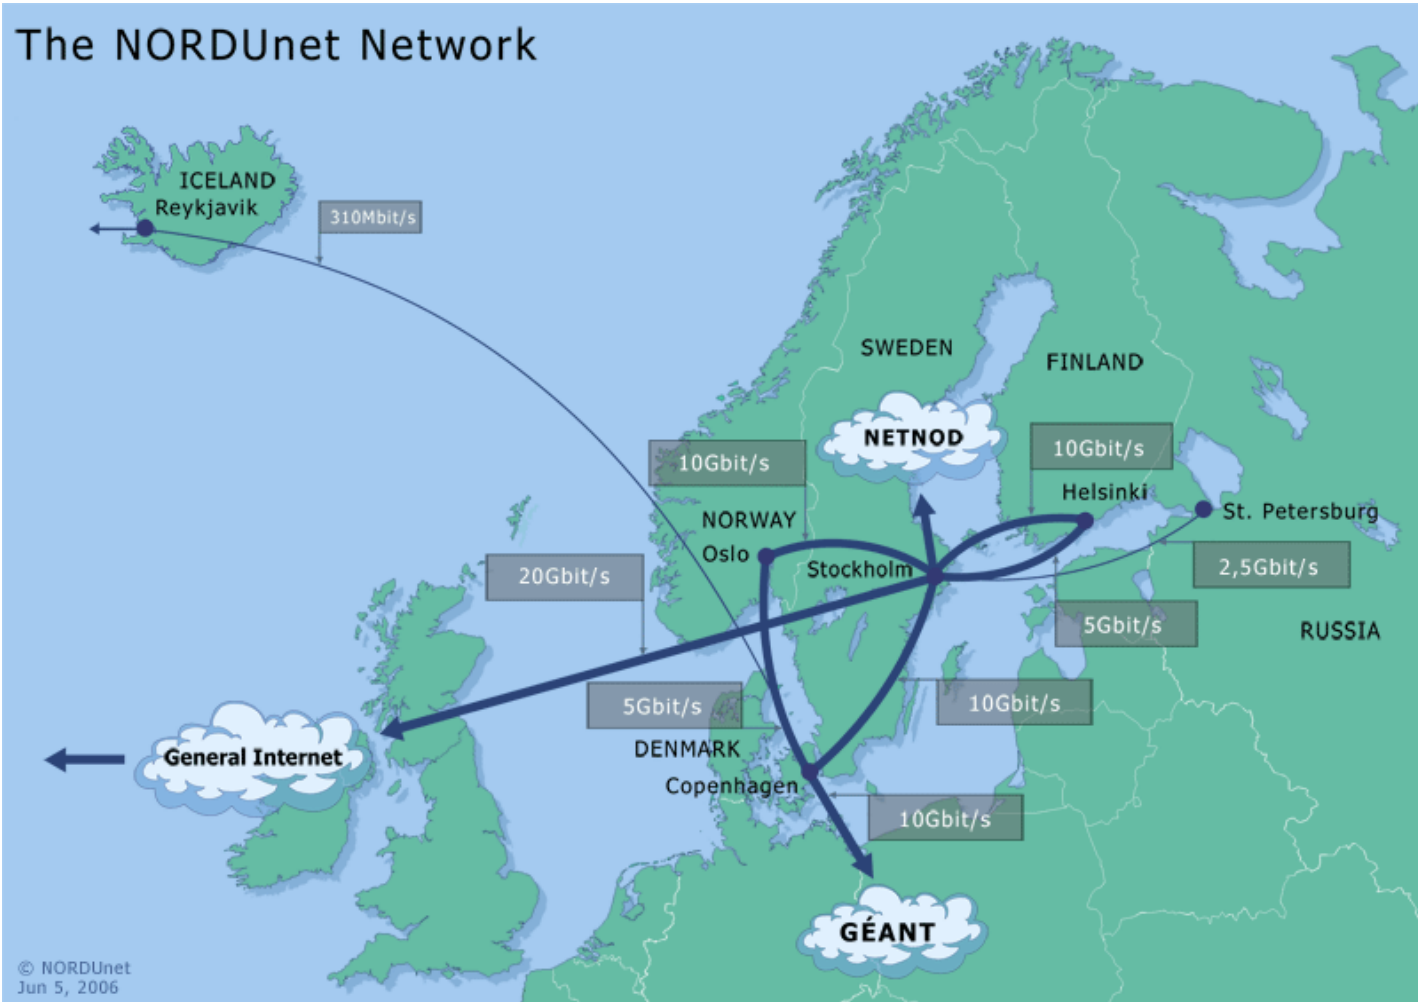 The NORDUnet Network
ICELAND
Reykjavik
310Mbit/s
SWEDEN
FINLAND
NETNOD
10Gbit/s
10Gbit/s
Helsinki
NORWAY
St. Petersburg
Oslo
Stockholm
20Gbit/s
2,5Gbit/s
5Gbit/s
RUSSIA
5Gbit/s
10Gbit/s
DENMARK
General Internet
Copenhagen
10Gbit/s
GÉANT
© NORDUnet
Jun 5, 2006